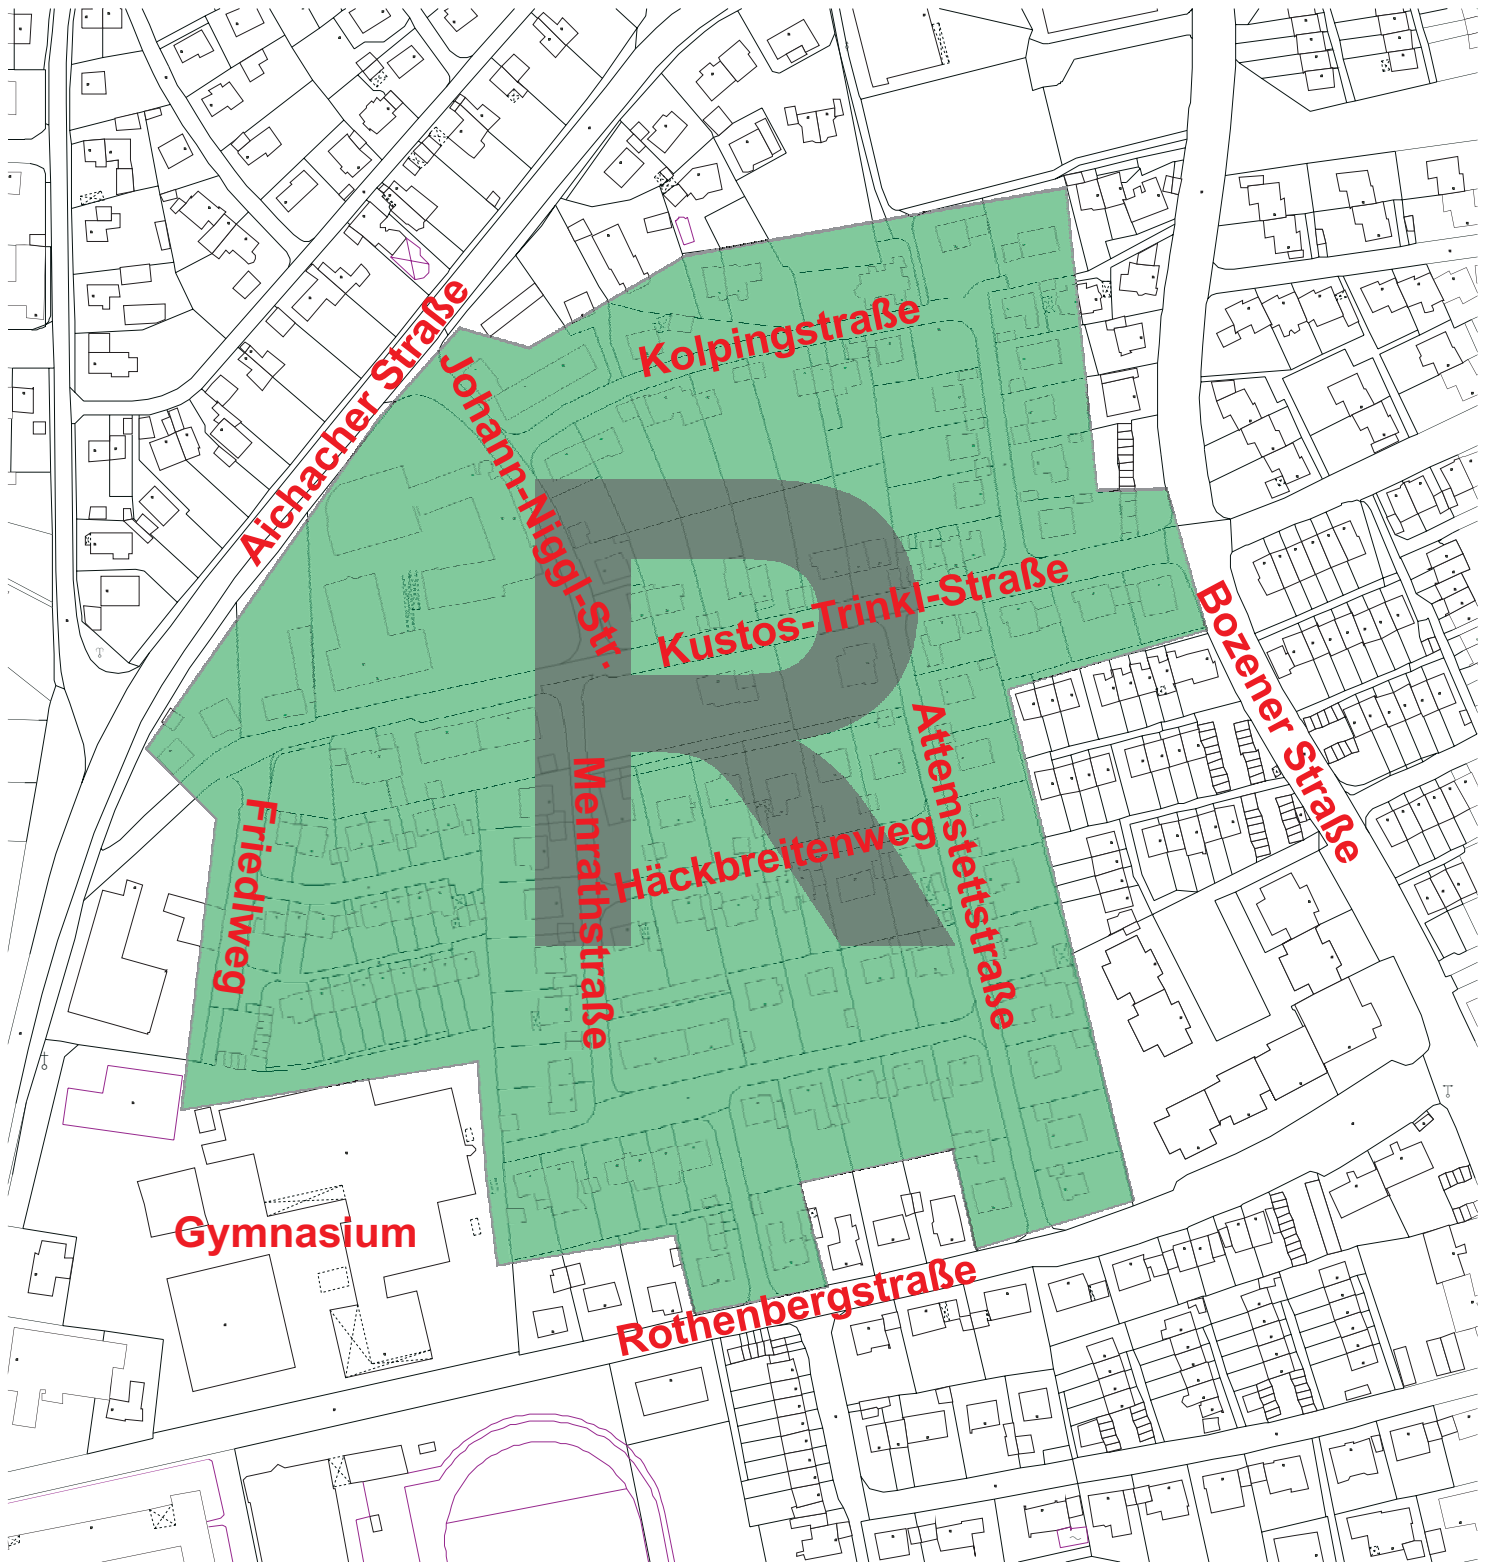 Aichacher Straße
Kolpingstraße
Johann-Niggl-Str.
R
Kustos-Trinkl-Straße
Bozener Straße
Attemstettstraße
Menrathstraße
Häckbreitenweg
Friedlweg
Gymnasium
Rothenbergstraße